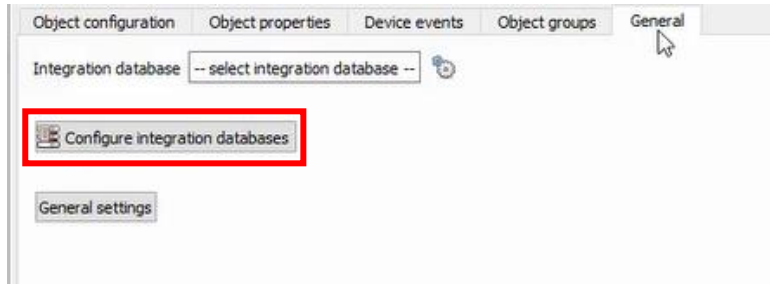 Object configuration Object properties Device events Object groups General
Integration database -- select integration database --
Configure integration databases
General settings